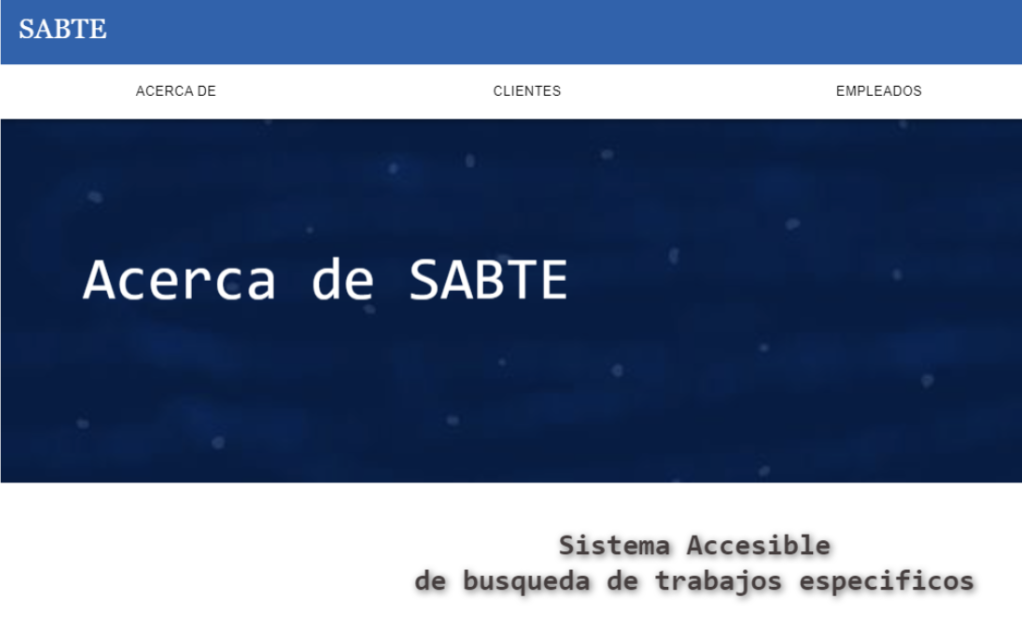 SABTE
ACERCA DE CLIENTES EMPLEADOS
Acerca de SABTE
Sistema Accesible
de busqueda de trabajos especificos